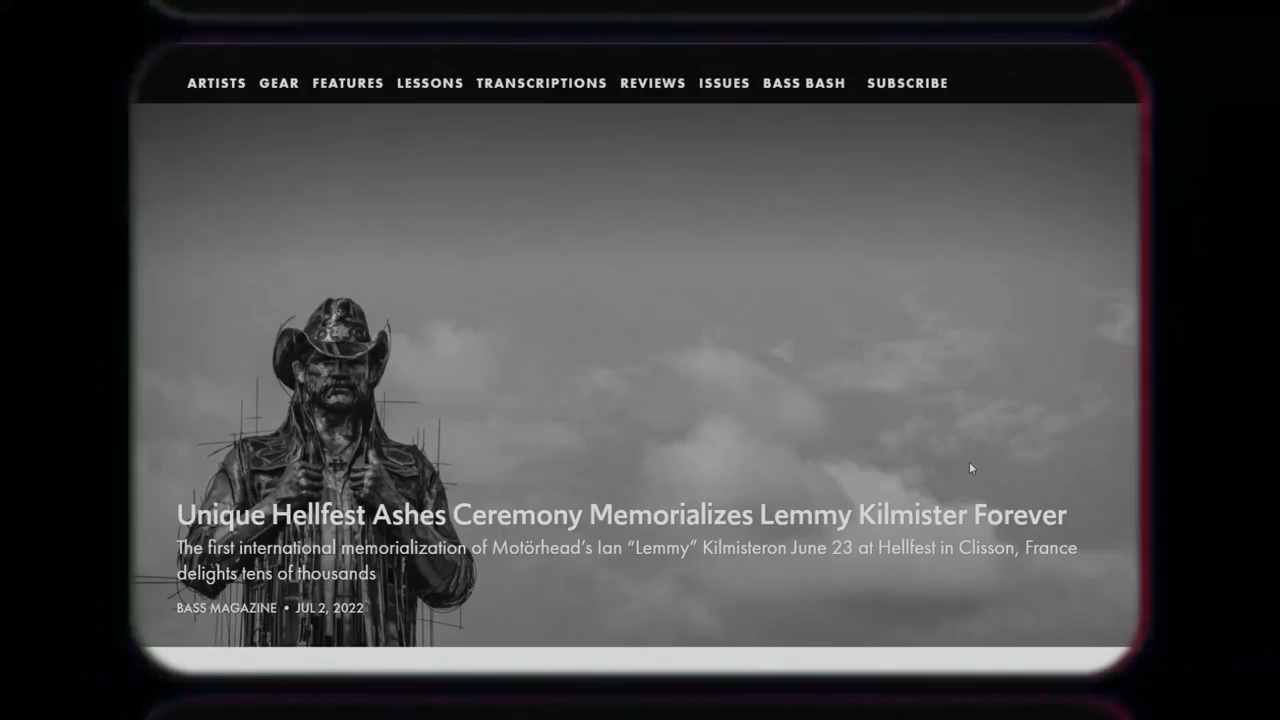 ARTISTS GEAR FEATURES LESSONS TRANSCRIPTIONS REVIEWS ISSUES BASS BASH SUBSCRIBE
Unique Hellfest Ashes Ceremony Memorializes Lemmy Kilmister Forever
The first international memorialization of Motörhead’s Ian “Lemmy” Kilmisteron June 23 at Hellfest in Clisson, France
delights tens of thousands
BASS MAGAZINE • JUL 2, 2022